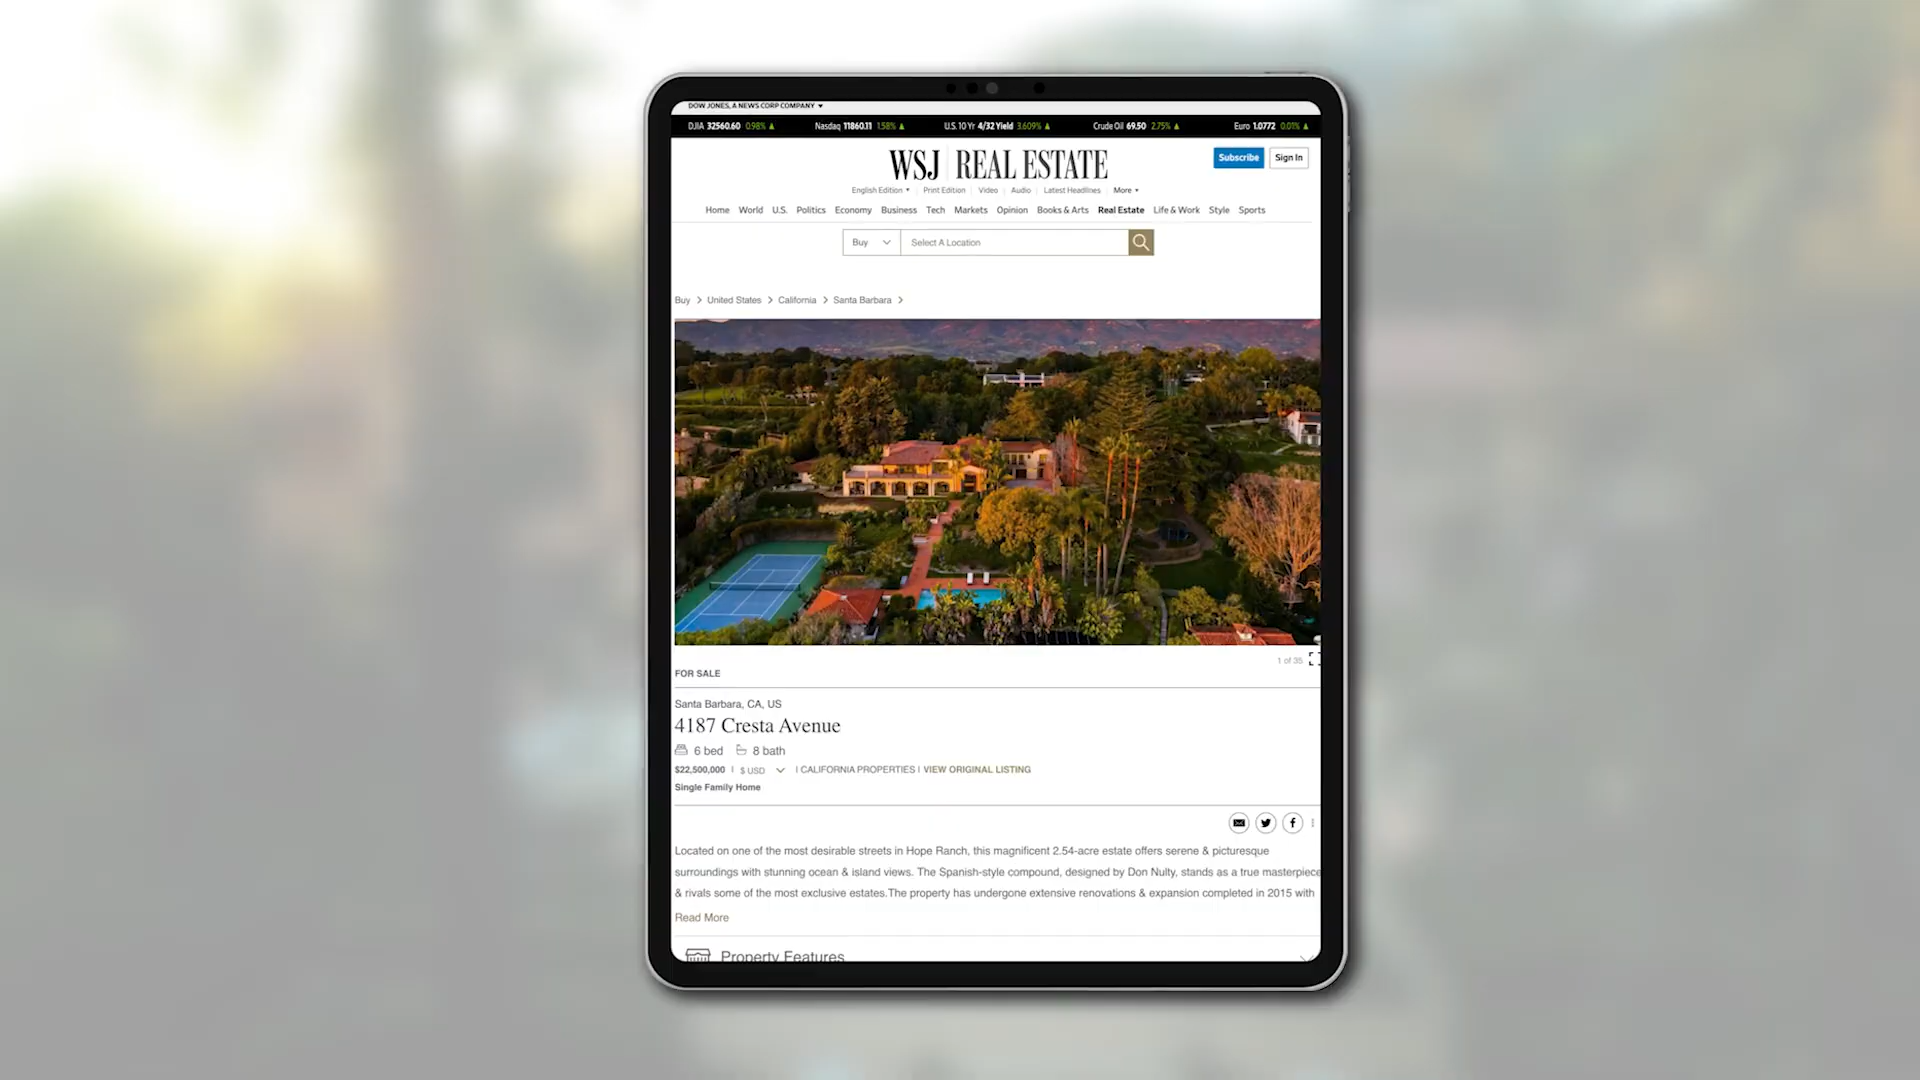 DOW JONES, A NEWS CORP COMPANY
DJIA 32560.60 0.98% Nasdaq 11860.11 1.58% U.S. 10 Yr 4/32 Yield 3.609% Crude Oil 69.50 2.75% Euro 1.0772 0.01%
WSJ REAL ESTATE
Subscribe Sign In
English Edition Print Edition Video Audio Latest Headlines More
Home World U.S. Politics Economy Business Tech Markets Opinion Books & Arts Real Estate Life & Work Style Sports
Buy Select A Location
Buy > United States > California > Santa Barbara >
1 of 35
FOR SALE
Santa Barbara, CA, US
4187 Cresta Avenue
6 bed 8 bath
$22,500,000 | $ USD | CALIFORNIA PROPERTIES | VIEW ORIGINAL LISTING
Single Family Home
Located on one of the most desirable streets in Hope Ranch, this magnificent 2.54-acre estate offers serene & picturesque
surroundings with stunning ocean & island views. The Spanish-style compound, designed by Don Nulty, stands as a true masterpiece
& rivals some of the most exclusive estates.The property has undergone extensive renovations & expansion completed in 2015 with
Read More
Property Features